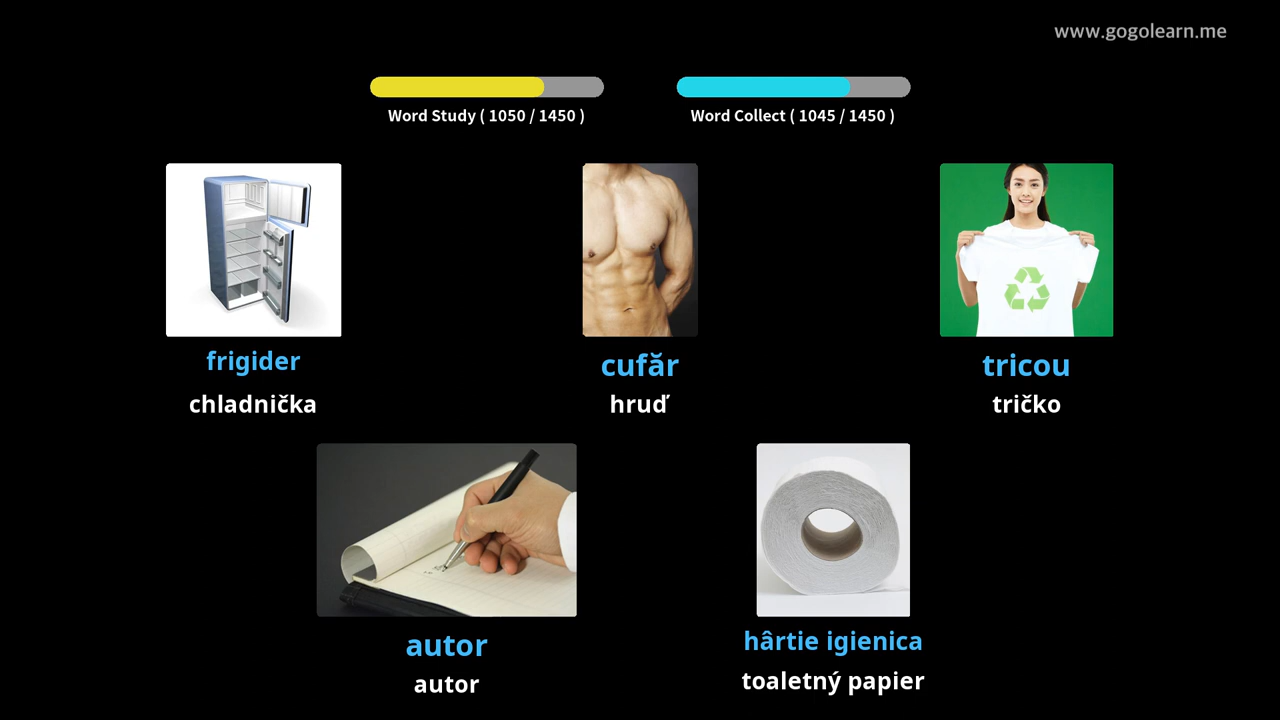 www.gogolearn.me
Word Study ( 1050 / 1450 )
Word Collect ( 1045 / 1450 )
frigider
chladnička
cufăr
hruď
tricou
tričko
autor
autor
hârtie igienica
toaletný papier